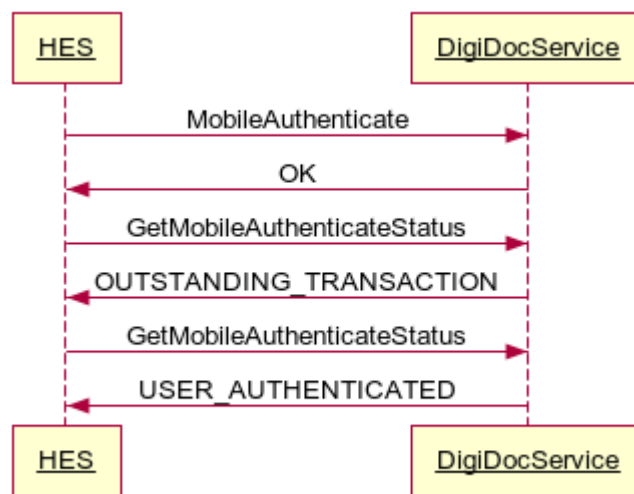 HES
DigiDocService
MobileAuthenticate
OK
GetMobileAuthenticateStatus
OUTSTANDING_TRANSACTION
GetMobileAuthenticateStatus
USER_AUTHENTICATED
HES
DigiDocService